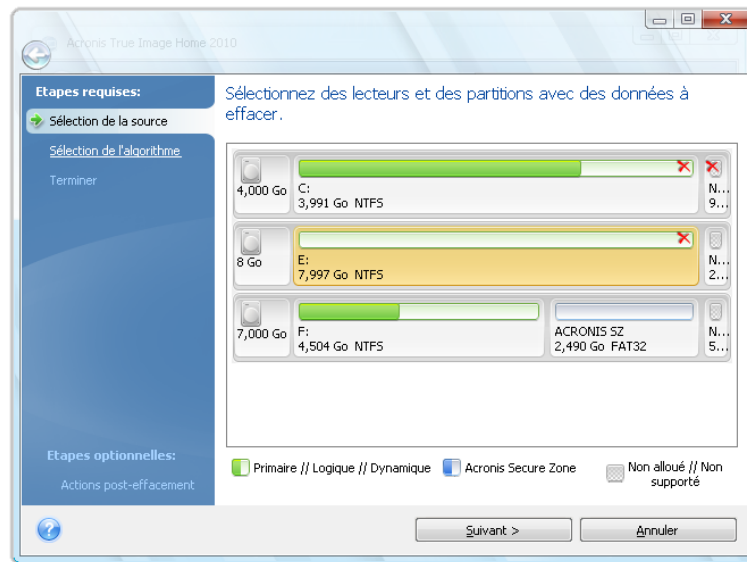 Acronis True Image Home 2010
Etapes requises:
Sélection de la source
Sélection de l'algorithme
Terminer
Etapes optionnelles:
Actions post-effacement
Sélectionnez des lecteurs et des partitions avec des données à
effacer.
4,000 Go
C:
3,991 Go NTFS
N...
9...
8 Go
E:
7,997 Go NTFS
N...
2...
7,000 Go
F:
4,504 Go NTFS
ACRONIS SZ
2,490 Go FAT32
N...
5...
Primaire // Logique // Dynamique
Acronis Secure Zone
Non alloué // Non
supporté
?
Suivant >
Annuler